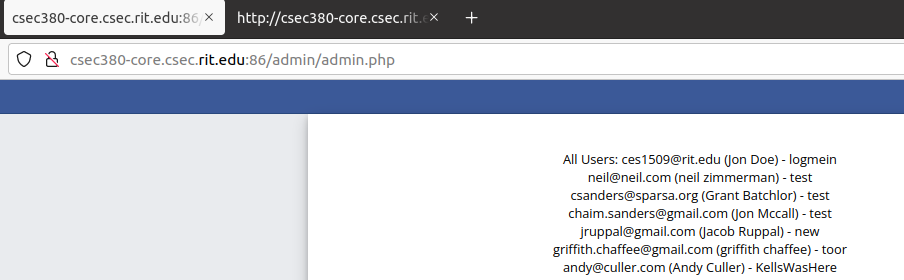 csec380-core.csec.rit.edu:86/
http://csec380-core.csec.rit.e
csec380-core.csec.rit.edu:86/admin/admin.php
All Users: ces1509@rit.edu (Jon Doe) - logmein
neil@neil.com (neil zimmerman) - test
csanders@sparsa.org (Grant Batchlor) - test
chaim.sanders@gmail.com (Jon Mccall) - test
jruppal@gmail.com (Jacob Ruppal) - new
griffith.chaffee@gmail.com (griffith chaffee) - toor
andy@culler.com (Andy Culler) - KellsWasHere